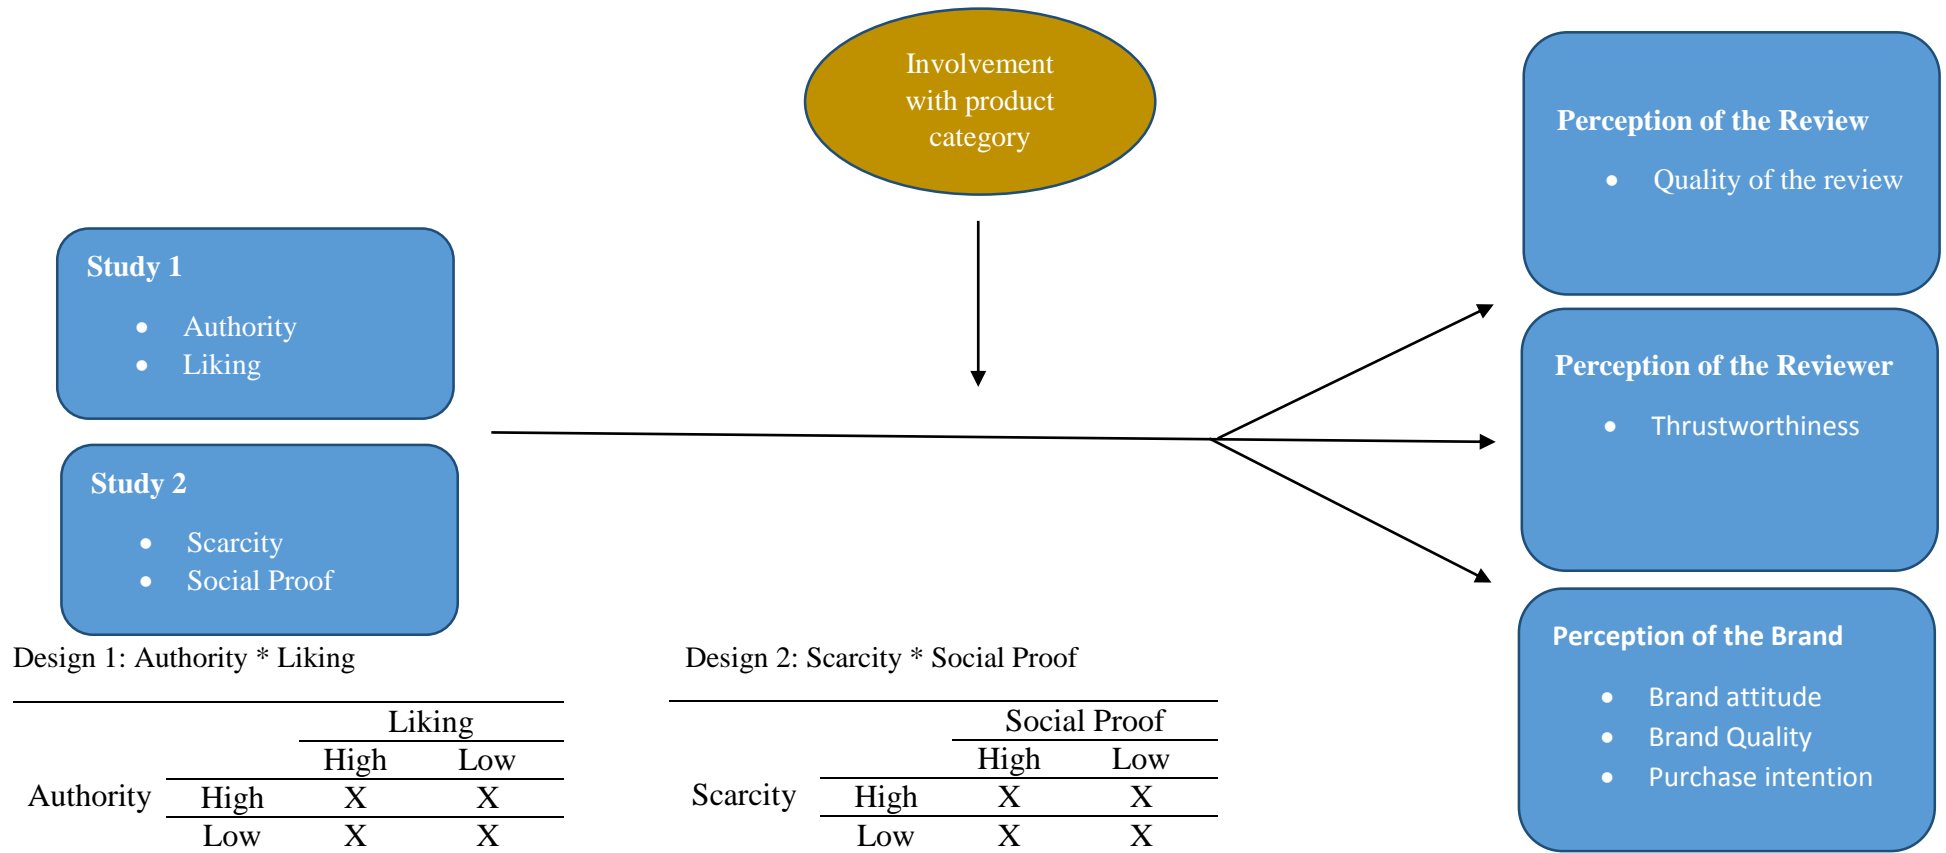 Involvement
with product
category
Study 1
• Authority
• Liking
Study 2
• Scarcity
• Social Proof
Perception of the Review
• Quality of the review
Perception of the Reviewer
• Thrustworthiness
Perception of the Brand
• Brand attitude
• Brand Quality
• Purchase intention
Design 1: Authority * Liking
Liking
High Low
Authority High X X
Low X X
Design 2: Scarcity * Social Proof
Social Proof
High Low
Scarcity High X X
Low X X